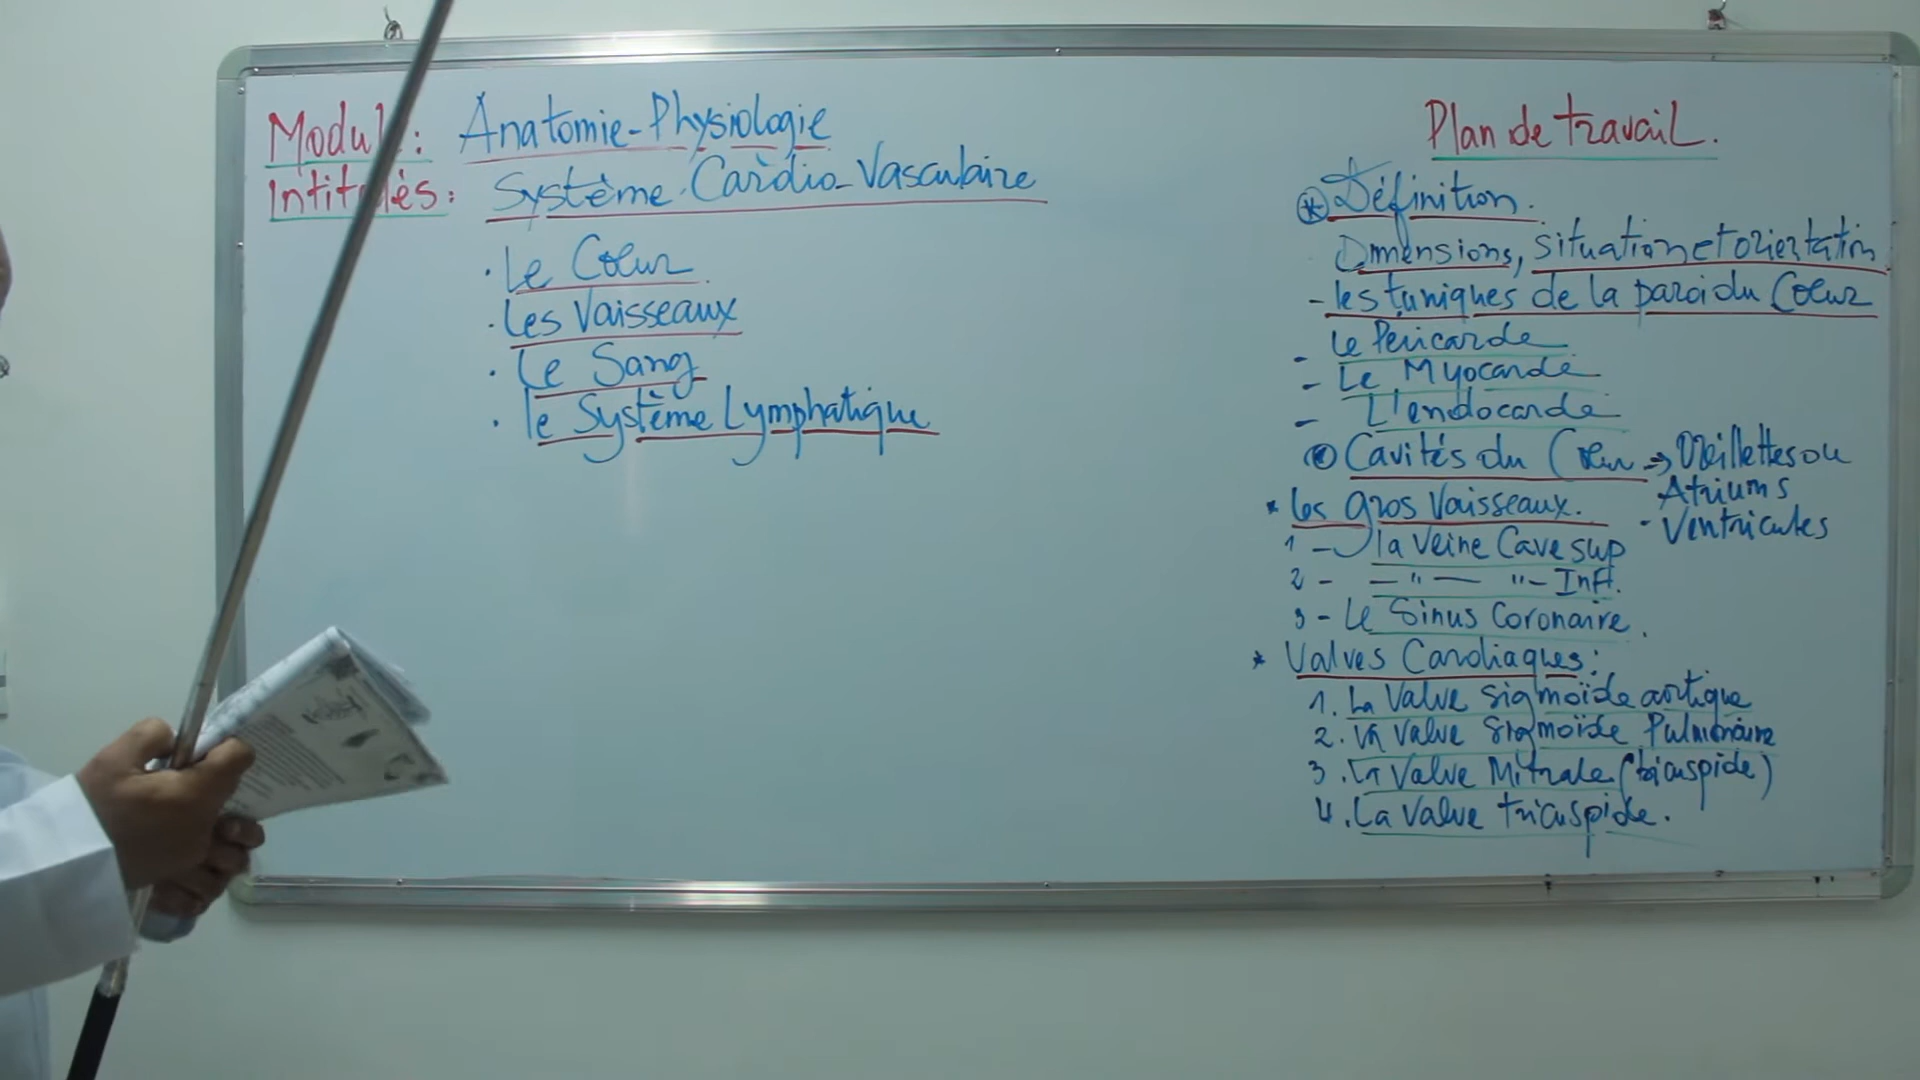 Module: Anatomie-Physiologie
Intitulés: Système Cardio-Vasculaire
. Le Cœur
. Les Vaisseaux
. Le Sang
. le Système Lymphatique
Plan de travail.
* Définition.
Dimensions, situation et orientation
- les tuniques de la paroi du Cœur
- Le Péricarde
- Le Myocarde
- L'endocarde
Cavités du Cœur → Oreillettes ou
Atriums
- Ventricules
* Les gros Vaisseaux.
1 - la Veine Cave sup
2 - — " — " - Inf.
3 - Le Sinus Coronaire.
* Valves Cardiaques:
1. La Valve sigmoïde aortique
2. La Valve Sigmoïde Pulmonaire
3. La Valve Mitrale (bicuspide)
4. La Valve tricuspide.